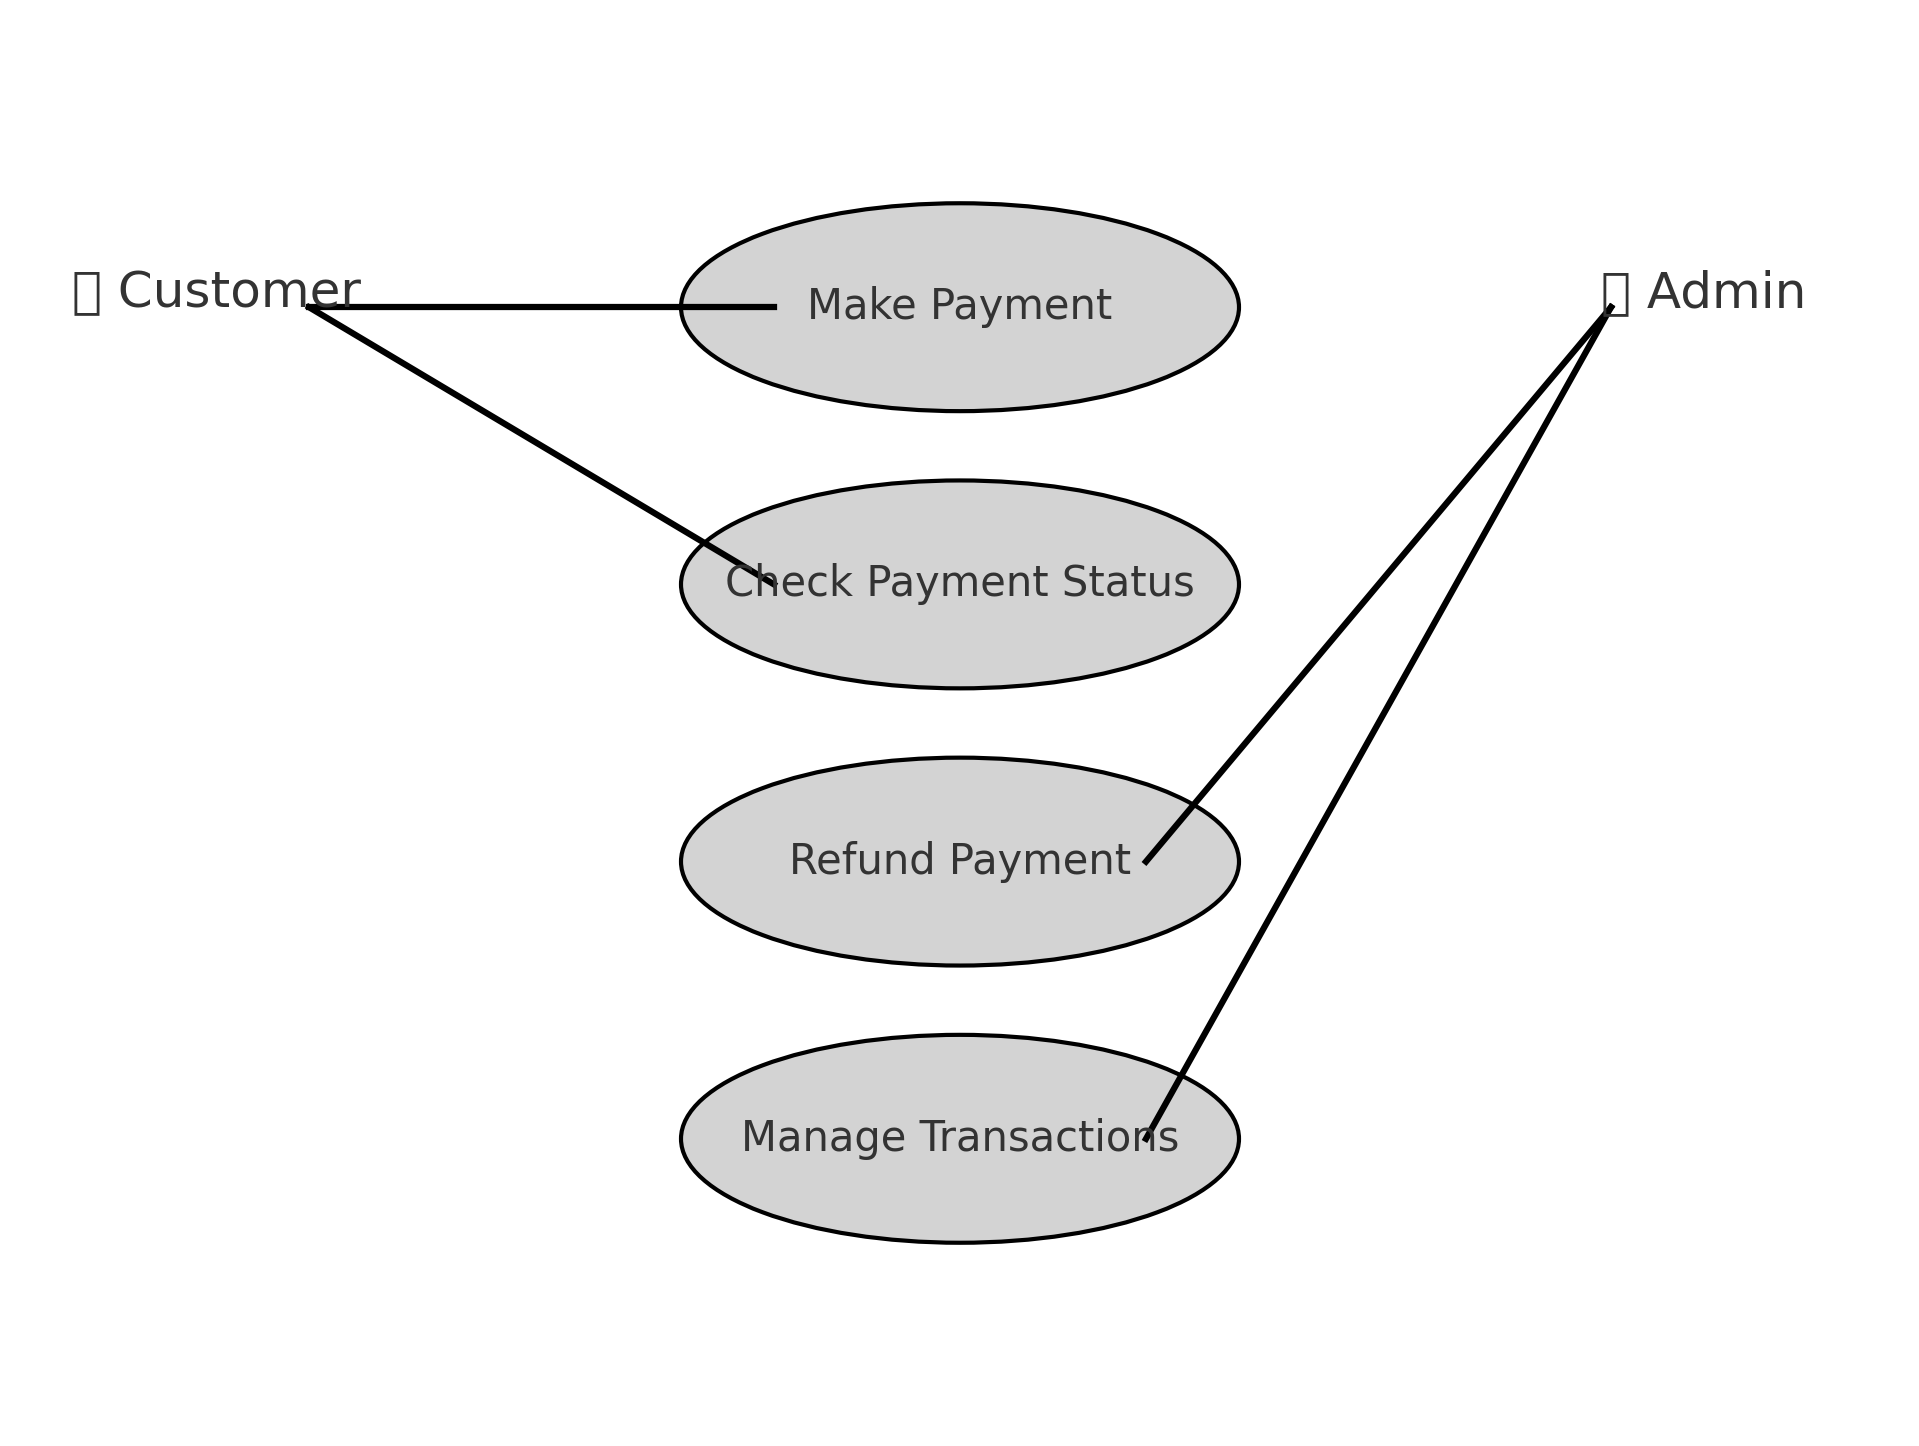 Customer
Admin
Make Payment
Check Payment Status
Refund Payment
Manage Transactions